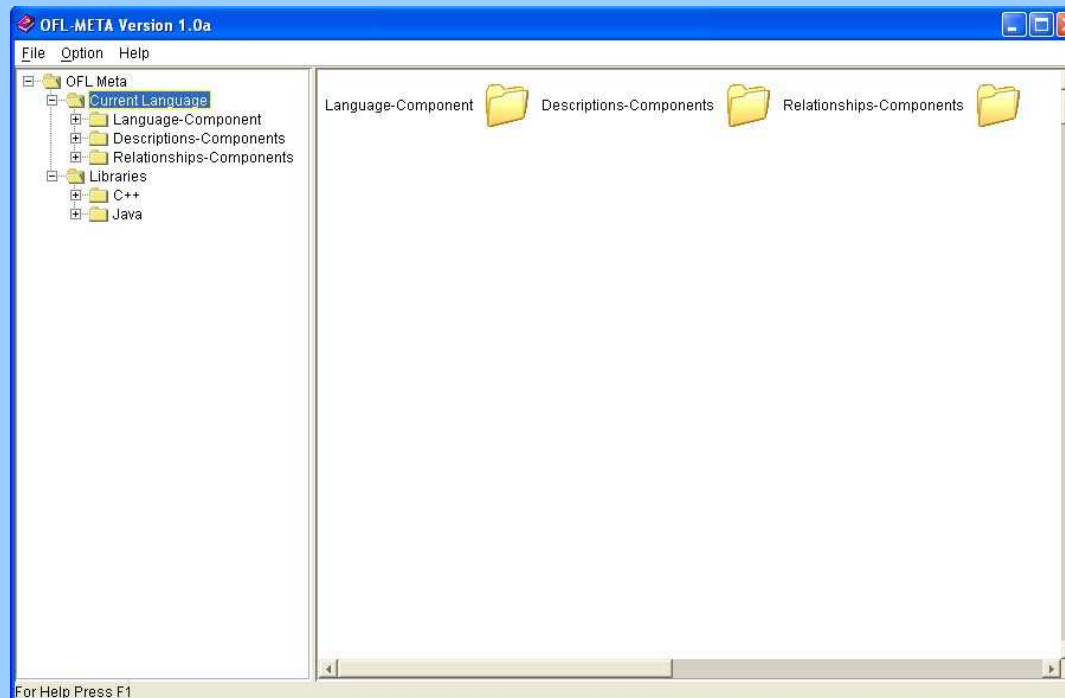 OFL-META Version 1.0a
File Option Help
OFL Meta
Current Language
Language-Component
Descriptions-Components
Relationships-Components
Libraries
C++
Java
Language-Component Descriptions-Components Relationships-Components
For Help Press F1